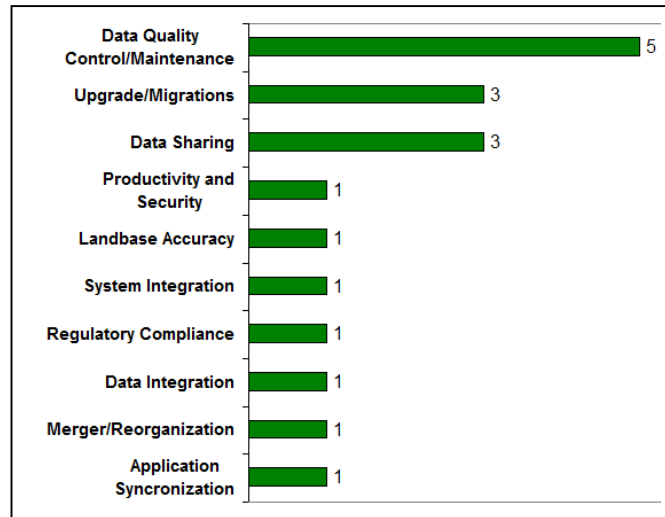 Data Quality
Control/Maintenance
5
Upgrade/Migrations
3
Data Sharing
3
Productivity and
Security
1
Landbase Accuracy
1
System Integration
1
Regulatory Compliance
1
Data Integration
1
Merger/Reorganization
1
Application
Syncronization
1